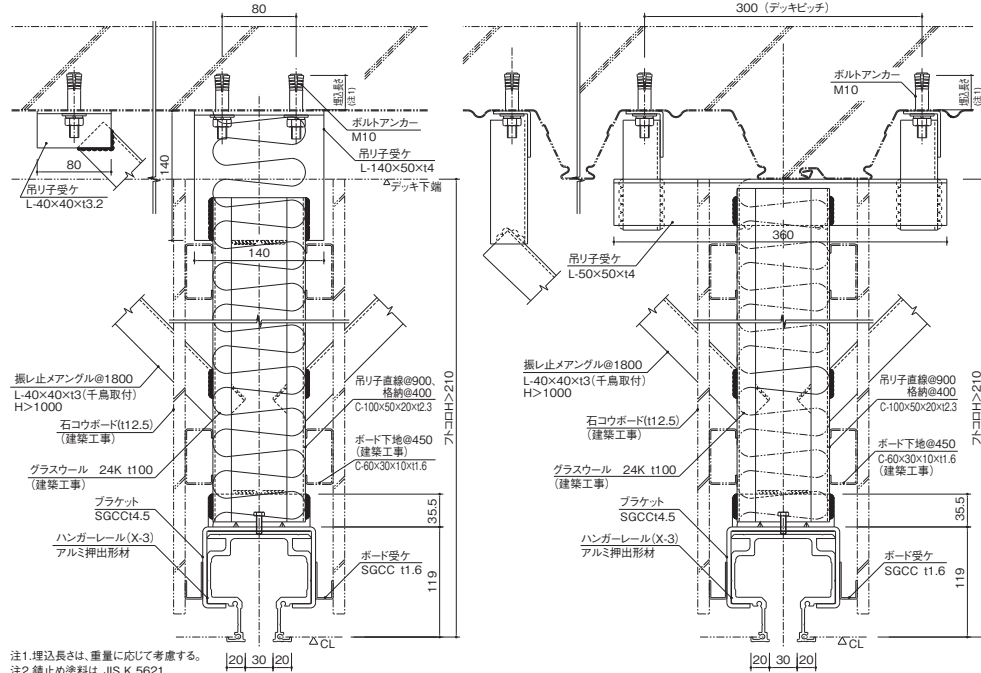 80
ボルトアンカー
M10
埋込長さ
(注1)
吊リ子受ケ
L-140×50×t4
デッキ下端
140
80
吊リ子受ケ
L-40×40×t3.2
140
振レ止メアングル@1800
L-40×40×t3(千鳥取付)
H>1000
石コウボード(t12.5)
(建築工事)
グラスウール 24K t100
(建築工事)
ブラケット
SGCCt4.5
ハンガーレール(X-3)
アルミ押出形材
吊リ子直線@900、
格納@400
C-100×50×20×t2.3
ボード下地@450
(建築工事)
C-60×30×10×t1.6
ボード受ケ
SGCC t1.6
フトコロH>210
35.5
119
CL
20 30 20
注1.埋込長さは、重量に応じて考慮する。
注2.錆止め塗料は、JIS K 5621
300 (デッキピッチ)
ボルトアンカー
M10
埋込長さ
(注1)
360
吊リ子受ケ
L-50×50×t4
振レ止メアングル@1800
L-40×40×t3(千鳥取付)
H>1000
石コウボード(t12.5)
(建築工事)
グラスウール 24K t100
(建築工事)
ブラケット
SGCCt4.5
ハンガーレール(X-3)
アルミ押出形材
吊リ子直線@900、
格納@400
C-100×50×20×t2.3
ボード下地@450
C-60×30×10×t1.6
(建築工事)
ボード受ケ
SGCC t1.6
フトコロH>210
35.5
119
CL
20 30 20